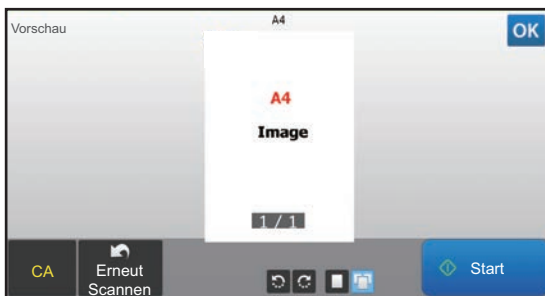 A4
Vorschau
OK
A4
Image
1 / 1
CA
Erneut
Scannen
Start